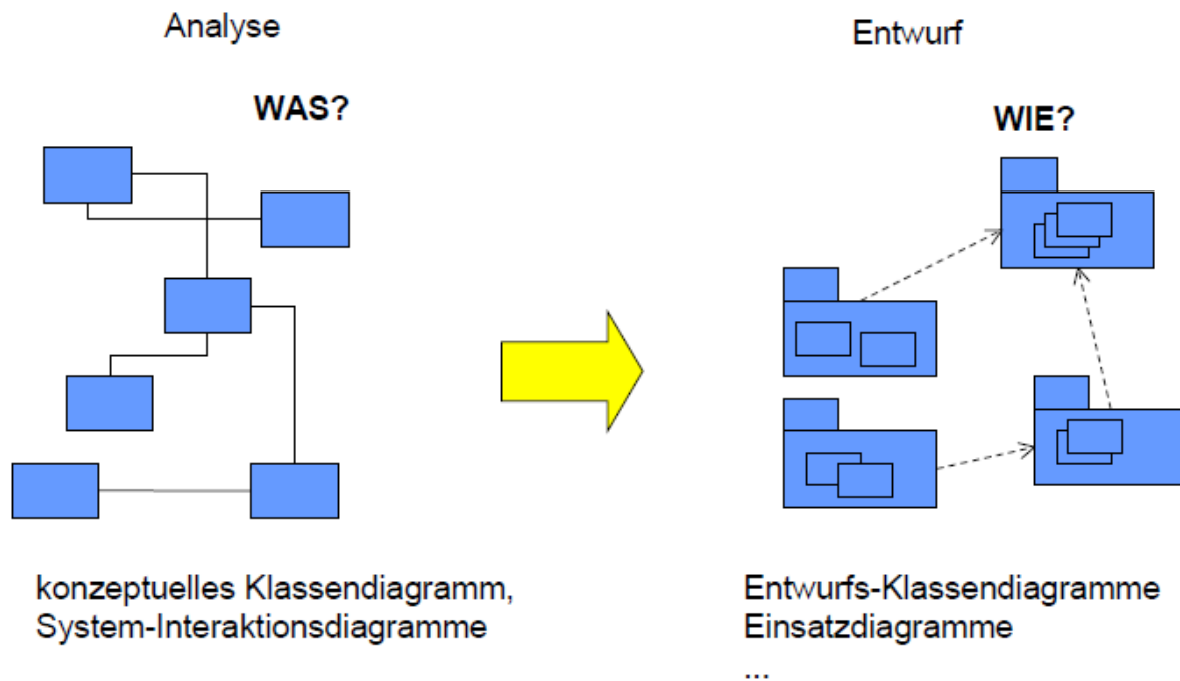 Analyse
Entwurf
WAS?
WIE?
konzeptuelles Klassendiagramm,
System-Interaktionsdiagramme
Entwurfs-Klassendiagramme
Einsatzdiagramme
...